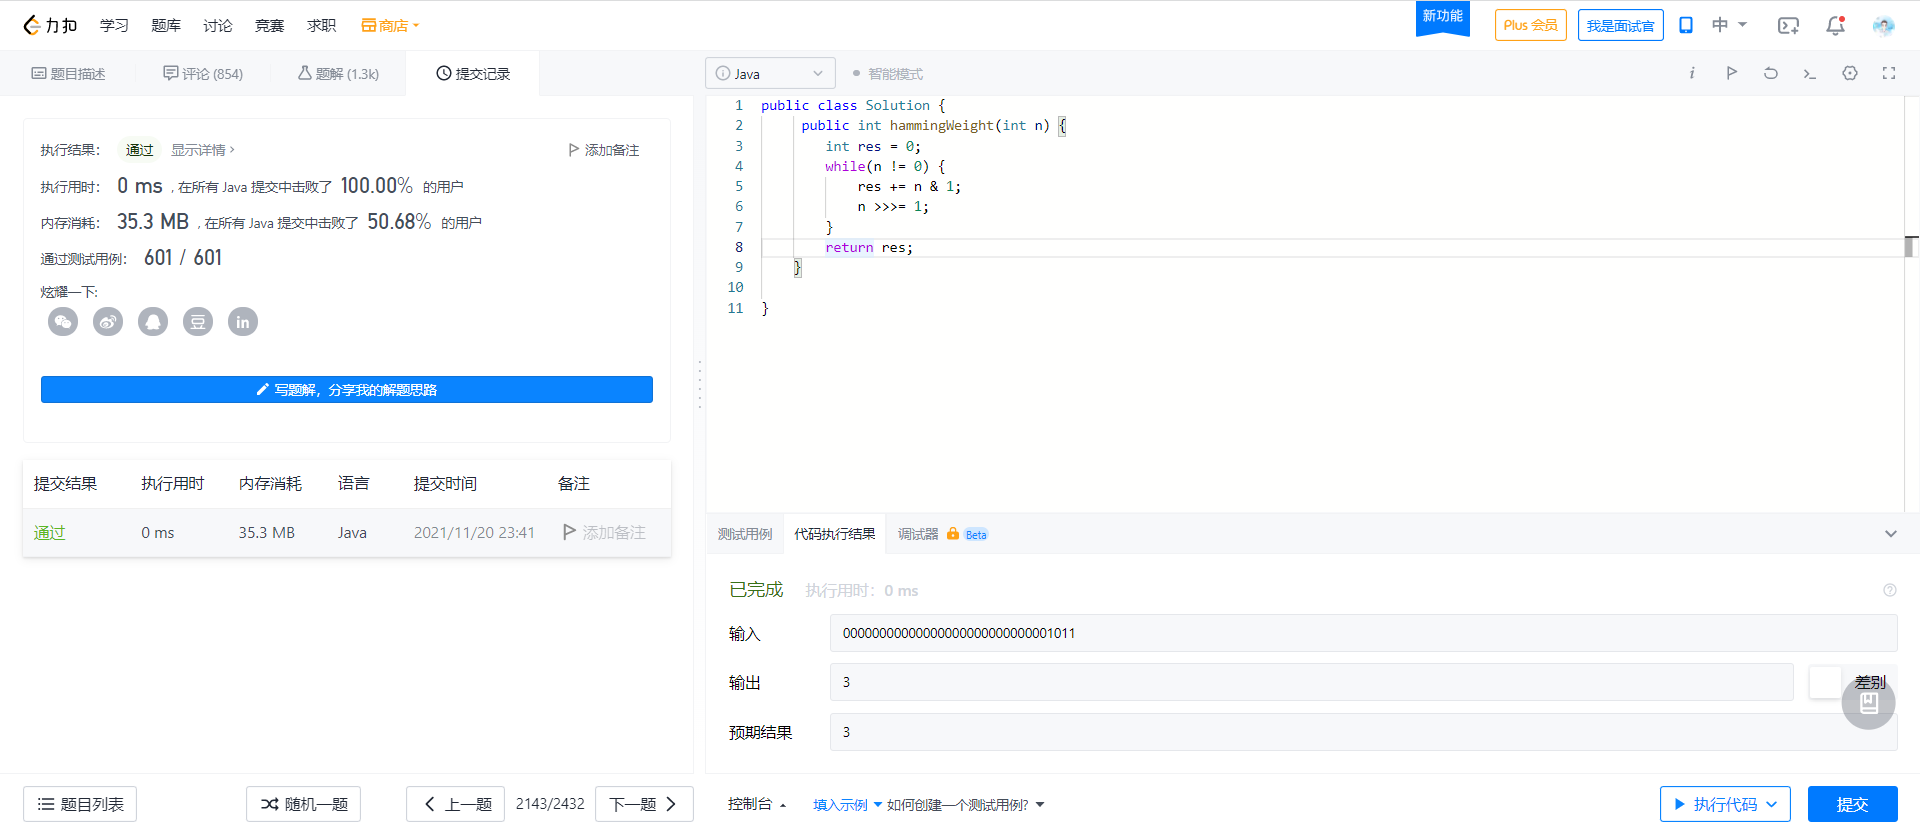 力扣 学习 题库 讨论 竞赛 求职 商店 新功能 Plus 会员 我是面试官 中
题目描述 评论 (854) 题解 (1.3k) 提交记录
Java 智能模式
执行结果： 通过 显示详情 添加备注
执行用时： 0 ms , 在所有 Java 提交中击败了 100.00% 的用户
内存消耗： 35.3 MB , 在所有 Java 提交中击败了 50.68% 的用户
通过测试用例： 601 / 601
炫耀一下:
豆 in
写题解，分享我的解题思路
提交结果 执行用时 内存消耗 语言 提交时间 备注
通过 0 ms 35.3 MB Java 2021/11/20 23:41 添加备注
1 public class Solution {
2 public int hammingWeight(int n) {
3 int res = 0;
4 while(n != 0) {
5 res += n & 1;
6 n >>>= 1;
7 }
8 return res;
9 }
10
11 }
测试用例 代码执行结果 调试器 Beta
已完成 执行用时：0 ms
输入 00000000000000000000000000001011
输出 3 差别
预期结果 3
题目列表 随机一题 上一题 2143/2432 下一题 控制台 填入示例 如何创建一个测试用例? 执行代码 提交